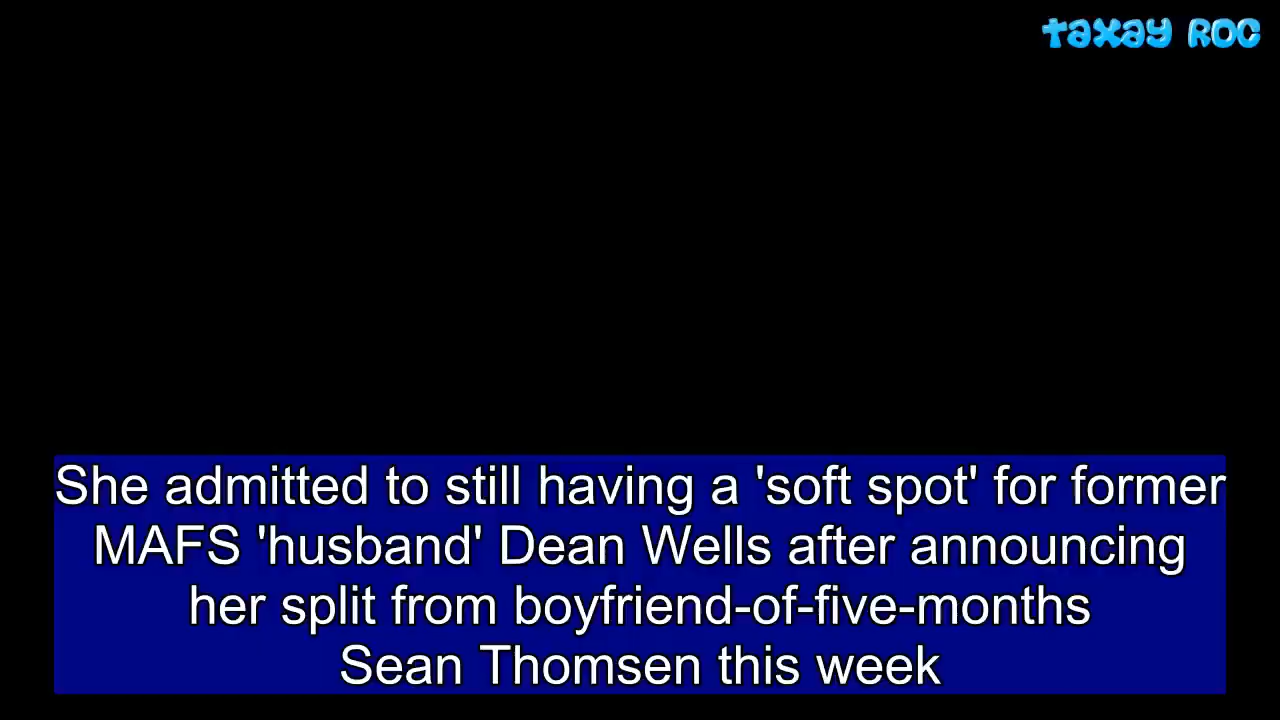 taxay roc
She admitted to still having a 'soft spot' for former
MAFS 'husband' Dean Wells after announcing
her split from boyfriend-of-five-months
Sean Thomsen this week